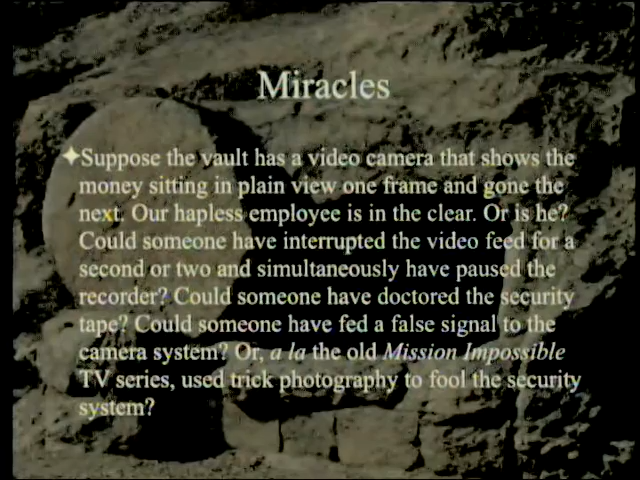 Miracles
✦Suppose the vault has a video camera that shows the
money sitting in plain view one frame and gone the
next. Our hapless employee is in the clear. Or is he?
Could someone have interrupted the video feed for a
second or two and simultaneously have paused the
recorder? Could someone have doctored the security
tape? Could someone have fed a false signal to the
camera system? Or, a la the old Mission Impossible
TV series, used trick photography to fool the security
system?